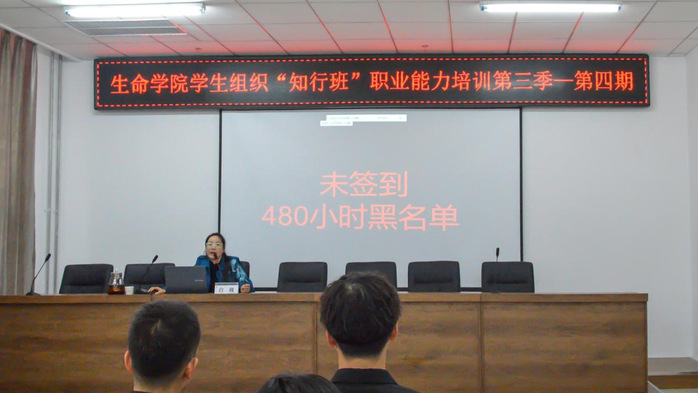 生命学院学生组织“知行班”职业能力培训第三季—第四期
未签到
480小时黑名单